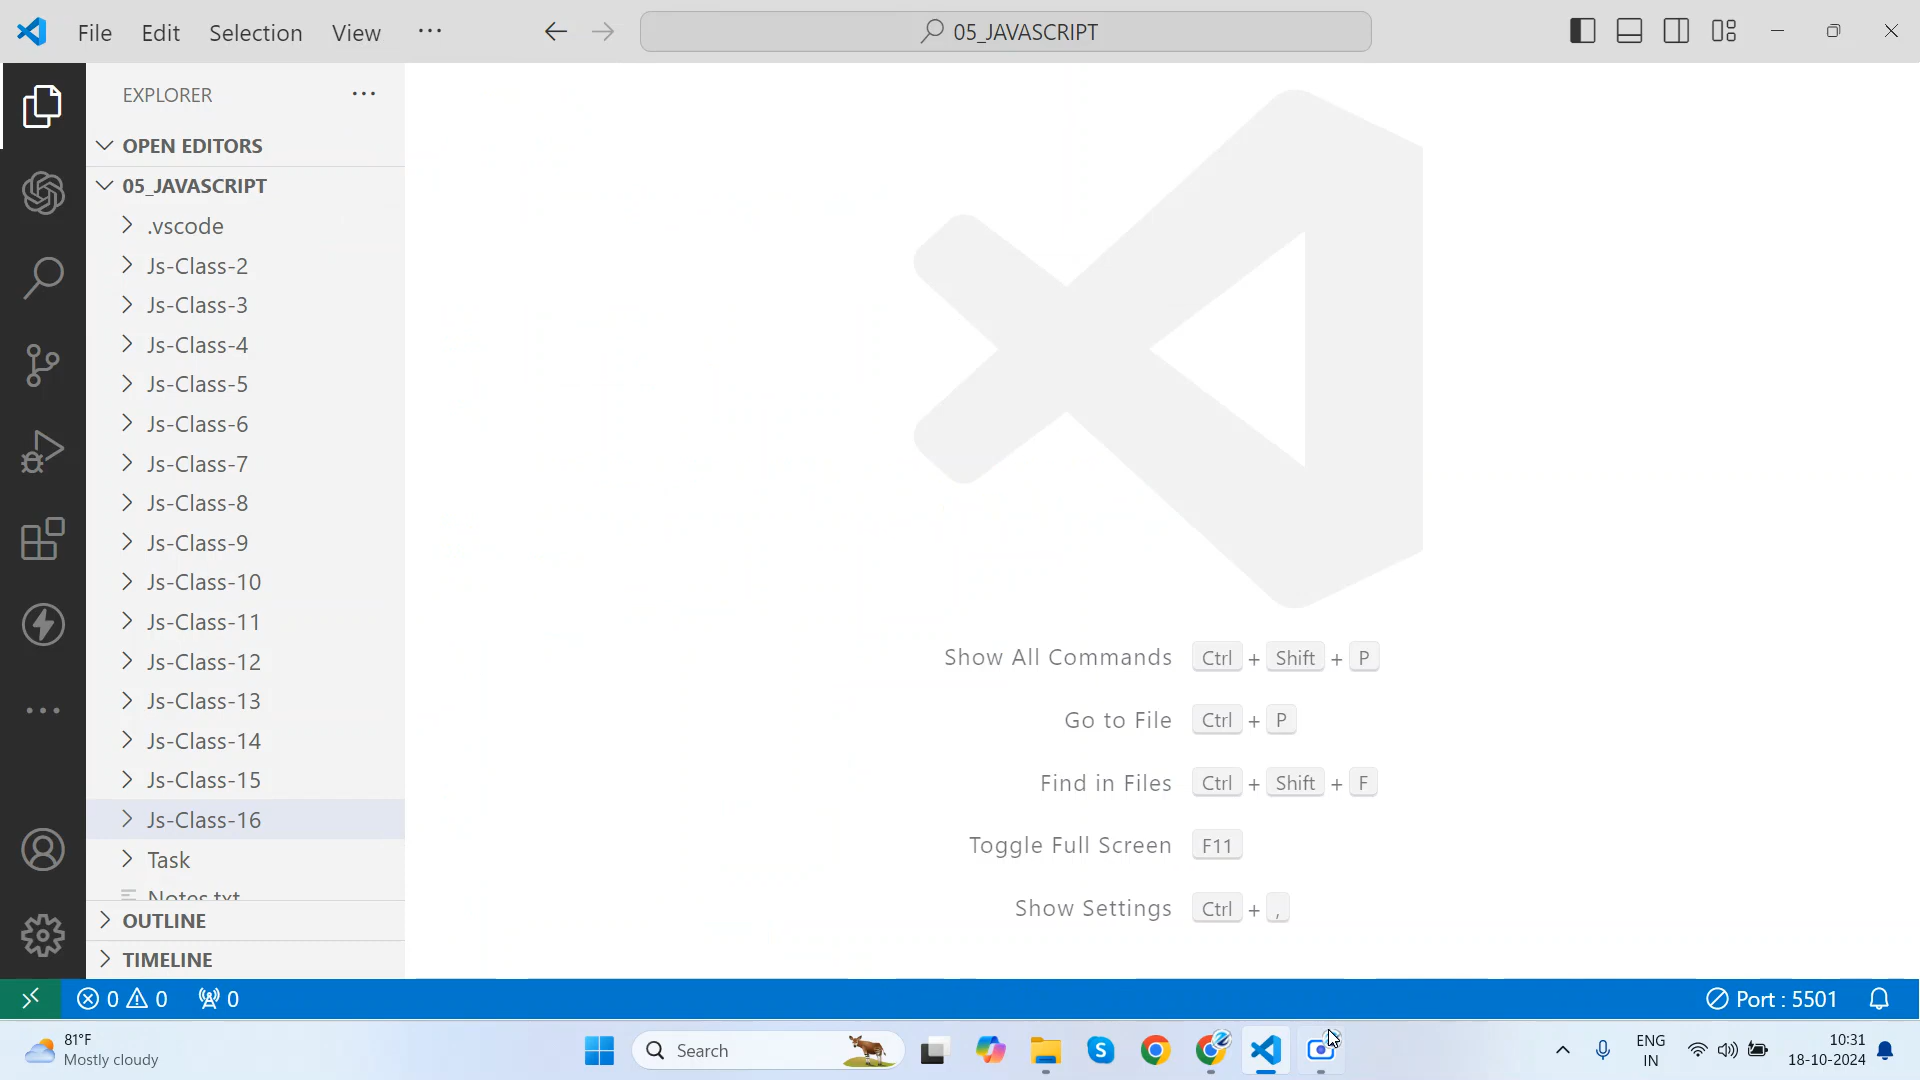 File Edit Selection View ··· 05_JAVASCRIPT
EXPLORER ···
OPEN EDITORS
05_JAVASCRIPT
.vscode
Js-Class-2
Js-Class-3
Js-Class-4
Js-Class-5
Js-Class-6
Js-Class-7
Js-Class-8
Js-Class-9
Js-Class-10
Js-Class-11
Js-Class-12
Js-Class-13
Js-Class-14
Js-Class-15
Js-Class-16
Task
Notes.txt
OUTLINE
TIMELINE
Show All Commands Ctrl + Shift + P
Go to File Ctrl + P
Find in Files Ctrl + Shift + F
Toggle Full Screen F11
Show Settings Ctrl + ,
0 0 0 Port : 5501
81°F
Mostly cloudy
Search
ENG
IN
10:31
18-10-2024